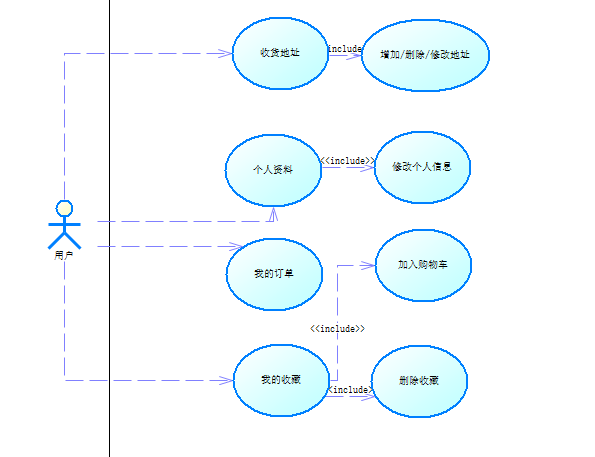 收货地址
include
增加/删除/修改地址
个人资料
<<include>>
修改个人信息
用户
我的订单
加入购物车
<<include>>
我的收藏
<include>
删除收藏